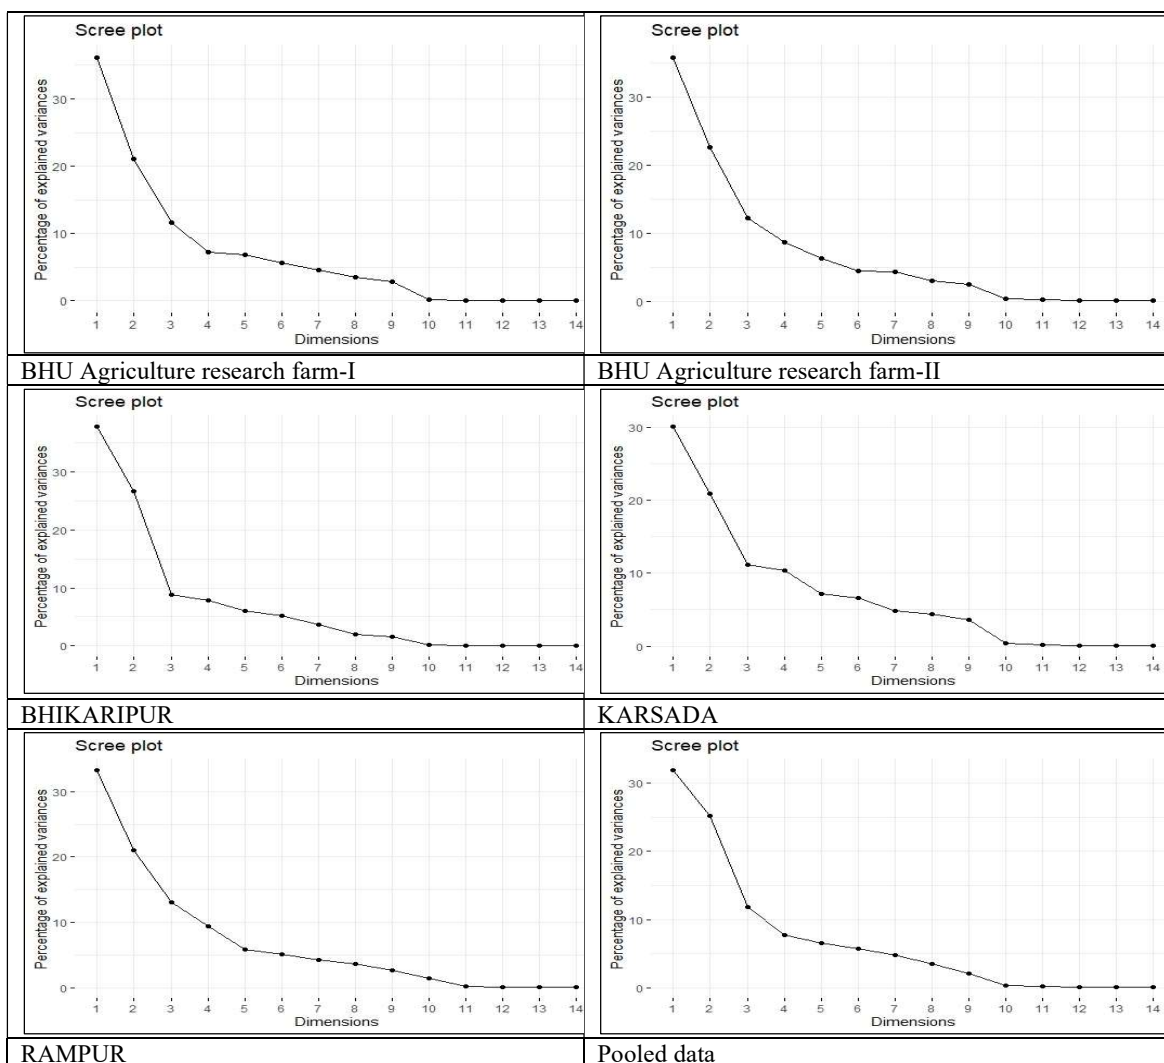 Scree plot
Percentage of explained variances
30
20
10
0
1 2 3 4 5 6 7 8 9 10 11 12 13 14
Dimensions
BHU Agriculture research farm-I
Scree plot
Percentage of explained variances
30
20
10
0
1 2 3 4 5 6 7 8 9 10 11 12 13 14
Dimensions
BHU Agriculture research farm-II
Scree plot
Percentage of explained variances
30
20
10
0
1 2 3 4 5 6 7 8 9 10 11 12 13 14
Dimensions
BHIKARIPUR
Scree plot
Percentage of explained variances
30
20
10
0
1 2 3 4 5 6 7 8 9 10 11 12 13 14
Dimensions
KARSADA
Scree plot
Percentage of explained variances
30
20
10
0
1 2 3 4 5 6 7 8 9 10 11 12 13 14
Dimensions
RAMPUR
Scree plot
Percentage of explained variances
30
20
10
0
1 2 3 4 5 6 7 8 9 10 11 12 13 14
Dimensions
Pooled data